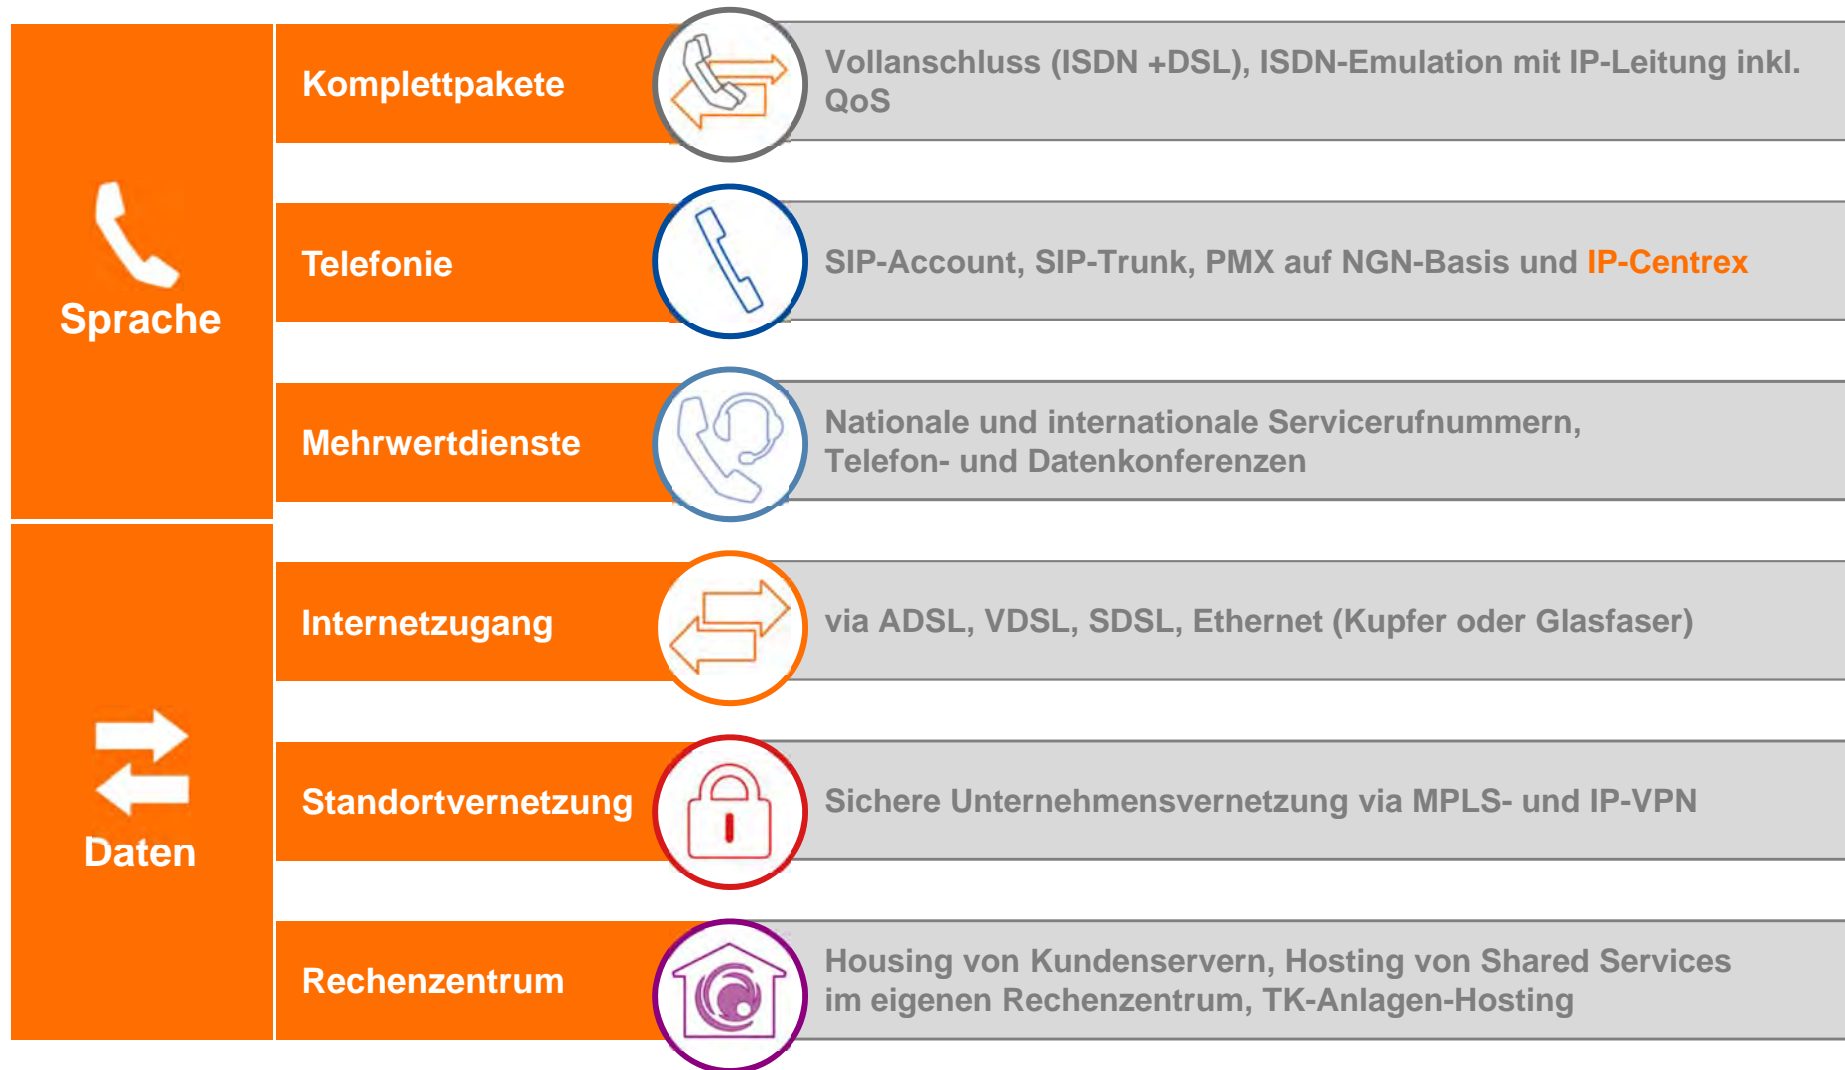 Sprache
Komplettpakete
Vollanschluss (ISDN +DSL), ISDN-Emulation mit IP-Leitung inkl.
QoS
Telefonie
SIP-Account, SIP-Trunk, PMX auf NGN-Basis und IP-Centrex
Mehrwertdienste
Nationale und internationale Servicerufnummern,
Telefon- und Datenkonferenzen
Daten
Internetzugang
via ADSL, VDSL, SDSL, Ethernet (Kupfer oder Glasfaser)
Standortvernetzung
Sichere Unternehmensvernetzung via MPLS- und IP-VPN
Rechenzentrum
Housing von Kundenservern, Hosting von Shared Services
im eigenen Rechenzentrum, TK-Anlagen-Hosting